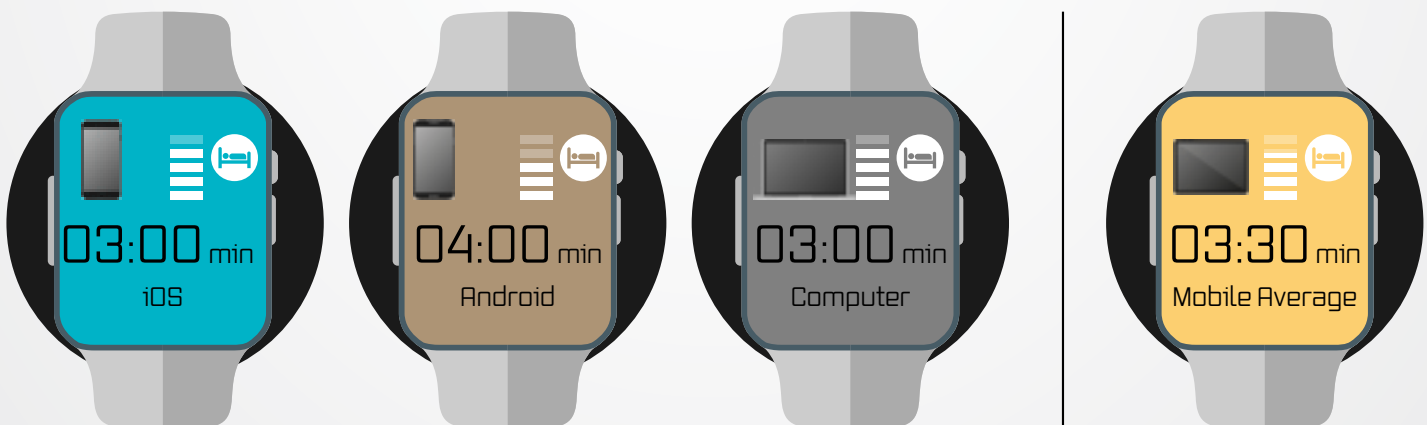 03:00 min
iOS
04:00 min
Android
03:00 min
Computer
03:30 min
Mobile Average